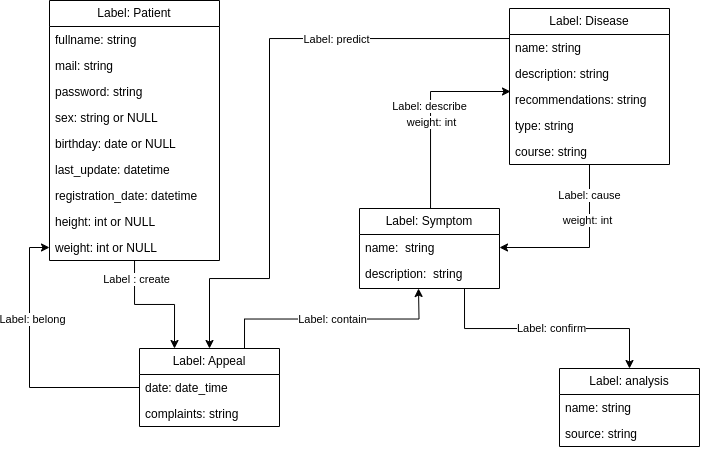 Label: Patient
fullname: string
mail: string
password: string
sex: string or NULL
birthday: date or NULL
last_update: datetime
registration_date: datetime
height: int or NULL
weight: int or NULL
Label: predict
Label: Disease
name: string
description: string
recommendations: string
type: string
course: string
Label: describe
weight: int
Label: cause
weight: int
Label: Symptom
name:  string
description:  string
Label : create
Label: belong
Label: contain
Label: confirm
Label: Appeal
date: date_time
complaints: string
Label: analysis
name: string
source: string